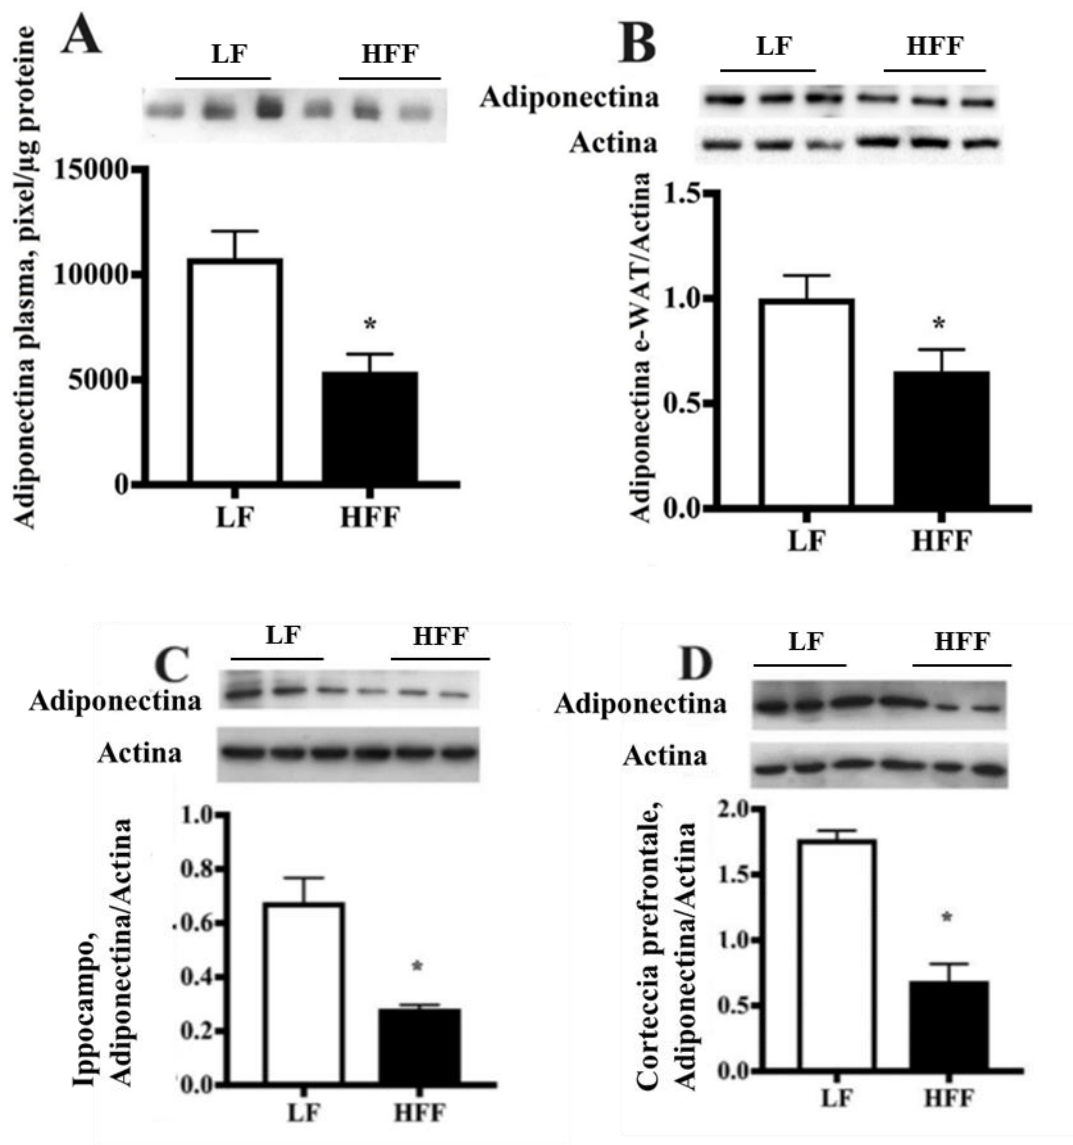 A
LF HFF
Adiponectina plasma, pixel/µg proteine
15000
10000
5000
0
*
LF HFF
B
LF HFF
Adiponectina
Actina
Adiponectina e-WAT/Actina
1.5
1.0
0.5
0.0
*
LF HFF
C
LF HFF
Adiponectina
Actina
Ippocampo,
Adiponectina/Actina
1.0
0.8
0.6
0.4
0.2
0.0
*
LF HFF
D
LF HFF
Adiponectina
Actina
Corteccia prefrontale,
Adiponectina/Actina
2.0
1.5
1.0
0.5
0.0
*
LF HFF